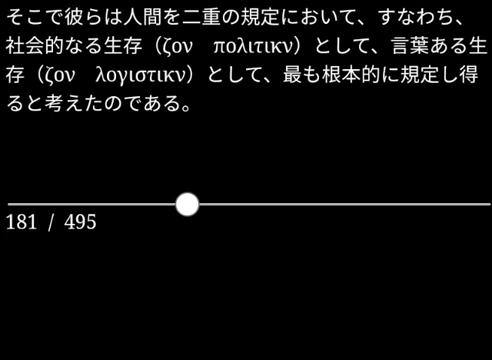 そこで彼らは人間を二重の規定において、すなわち、
社会的なる生存（ζον　πολιτικν）として、言葉ある生
存（ζον　λογιστικν）として、最も根本的に規定し得
ると考えたのである。
181 / 495